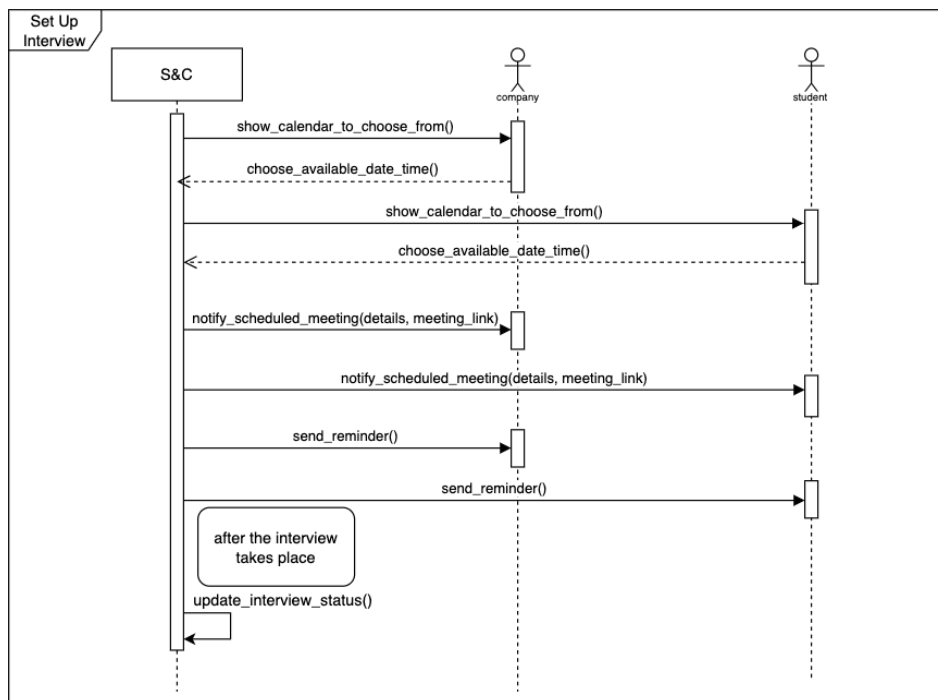 Set Up
Interview
S&C
company
student
show_calendar_to_choose_from()
choose_available_date_time()
show_calendar_to_choose_from()
choose_available_date_time()
notify_scheduled_meeting(details, meeting_link)
notify_scheduled_meeting(details, meeting_link)
send_reminder()
send_reminder()
after the interview
takes place
update_interview_status()